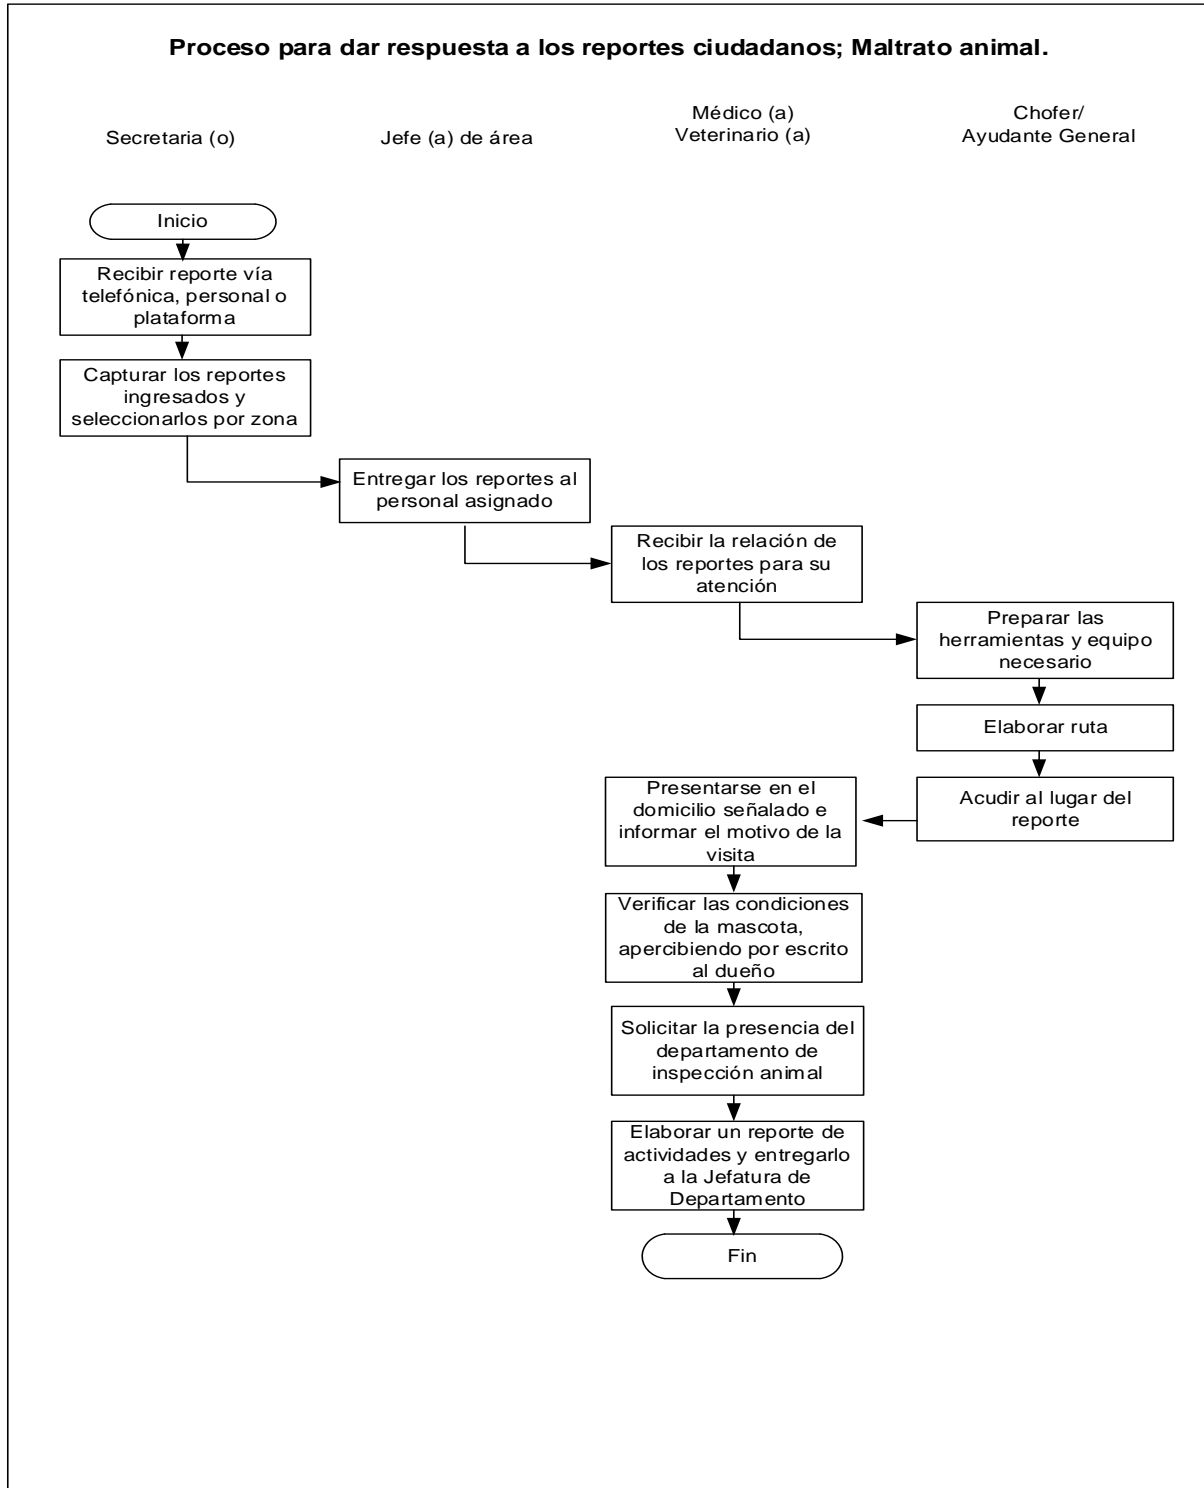 Proceso para dar respuesta a los reportes ciudadanos; Maltrato animal.
Secretaria (o)
Jefe (a) de área
Médico (a)
Veterinario (a)
Chofer/
Ayudante General
Inicio
Recibir reporte vía
telefónica, personal o
plataforma
Capturar los reportes
ingresados y
seleccionarlos por zona
Entregar los reportes al
personal asignado
Recibir la relación de
los reportes para su
atención
Preparar las
herramientas y equipo
necesario
Elaborar ruta
Acudir al lugar del
reporte
Presentarse en el
domicilio señalado e
informar el motivo de la
visita
Verificar las condiciones
de la mascota,
apercibiendo por escrito
al dueño
Solicitar la presencia del
departamento de
inspección animal
Elaborar un reporte de
actividades y entregarlo
a la Jefatura de
Departamento
Fin